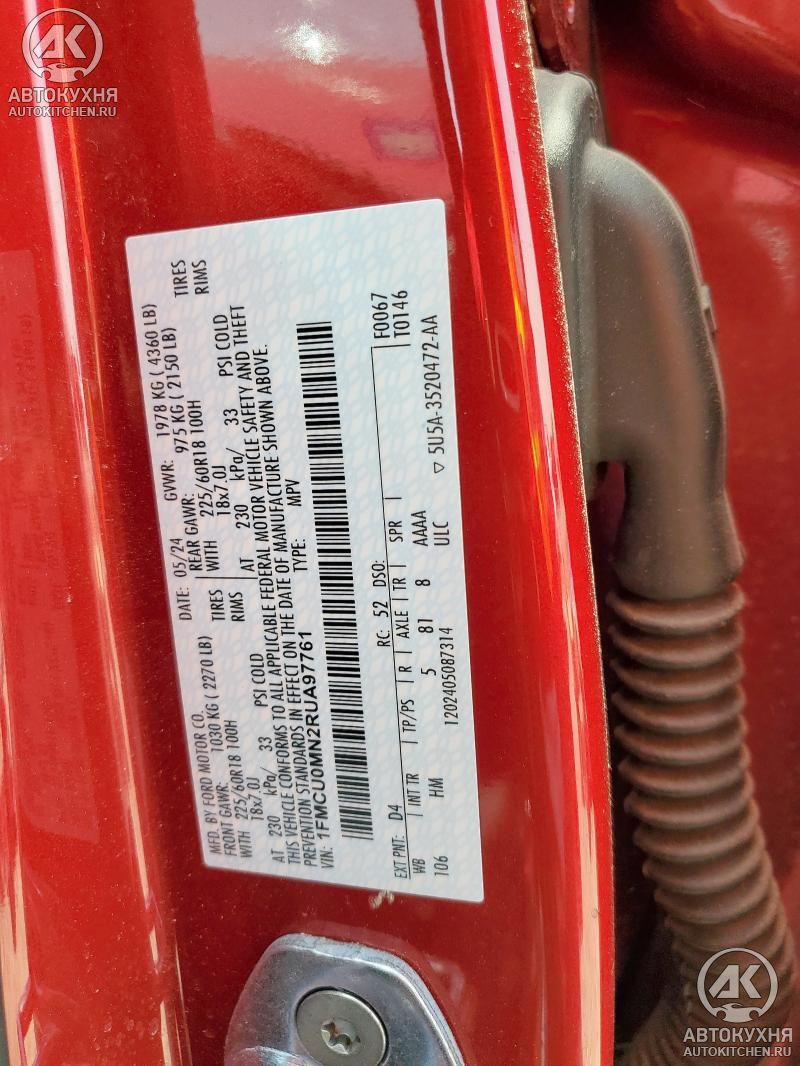 АК
АВТОКУХНЯ
AUTOKITCHEN.RU
MFD. BY FORD MOTOR CO.
DATE: 05/24 GVWR: 1978 KG ( 4360 LB)
FRONT GAWR: 1030 KG ( 2270 LB) REAR GAWR: 975 KG ( 2150 LB)
WITH 225/60R18 100H TIRES WITH 225/60R18 100H TIRES
18x7.0J RIMS 18x7.0J RIMS
AT 230 kPa/ 33 PSI COLD AT 230 kPa/ 33 PSI COLD
THIS VEHICLE CONFORMS TO ALL APPLICABLE FEDERAL MOTOR VEHICLE SAFETY AND THEFT
PREVENTION STANDARDS IN EFFECT ON THE DATE OF MANUFACTURE SHOWN ABOVE.
VIN: 1FMCU0MN2RUA97761 TYPE: MPV
EXT PNT: D4 RC: 52 DSO: F0067
WB INT TR TP/PS R AXLE TR SPR T0146
106 HM 5 81 8 AAAA
1202405087314 ULC ▽ 5U5A-3520472-AA
АК
АВТОКУХНЯ
AUTOKITCHEN.RU